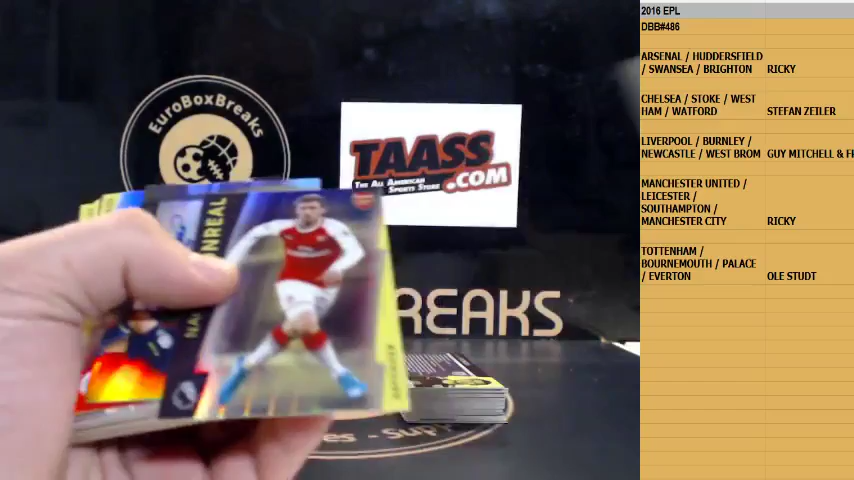 2016 EPL
DBB#486
ARSENAL / HUDDERSFIELD
/ SWANSEA / BRIGHTON RICKY
CHELSEA / STOKE / WEST
HAM / WATFORD STEFAN ZEILER
LIVERPOOL / BURNLEY /
NEWCASTLE / WEST BROM GUY MITCHELL &
MANCHESTER UNITED /
LEICESTER /
SOUTHAMPTON /
MANCHESTER CITY RICKY
TOTTENHAM /
BOURNEMOUTH / PALACE
/ EVERTON OLE STUDT
EuroBoxBreaks
TAASS
THE ALL AMERICAN
SPORTS STORE .COM
REAKS
NREAL
DEFENDER